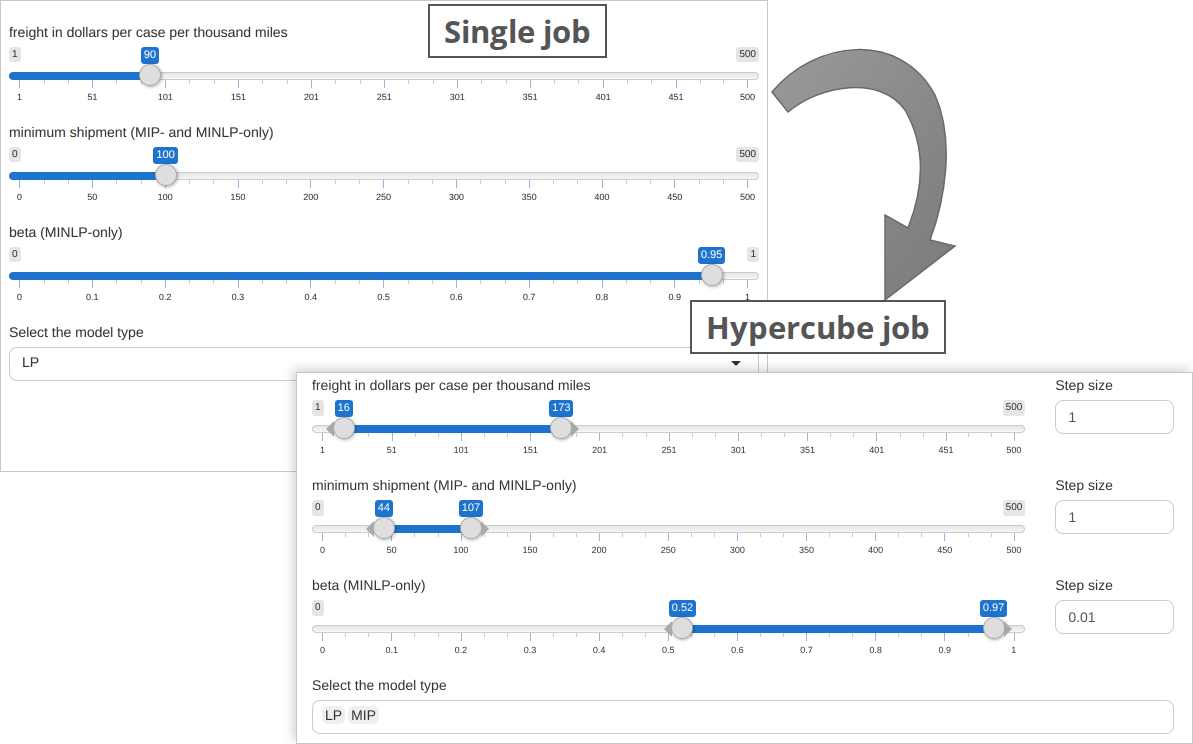 Single job
freight in dollars per case per thousand miles
1 90 500
1 51 101 151 201 251 301 351 401 451 500
minimum shipment (MIP- and MINLP-only)
0 100 500
0 50 100 150 200 250 300 350 400 450 500
beta (MINLP-only)
0 0.95 1
0 0.1 0.2 0.3 0.4 0.5 0.6 0.7 0.8 0.9 1
Select the model type
LP
Hypercube job
freight in dollars per case per thousand miles
Step size
1 16 173 500
1
1 51 101 151 201 251 301 351 401 451 500
minimum shipment (MIP- and MINLP-only)
Step size
0 44 107 500
1
0 50 100 150 200 250 300 350 400 450 500
beta (MINLP-only)
Step size
0 0.52 0.97
0.01
0 0.1 0.2 0.3 0.4 0.5 0.6 0.7 0.8 0.9 1
Select the model type
LP MIP